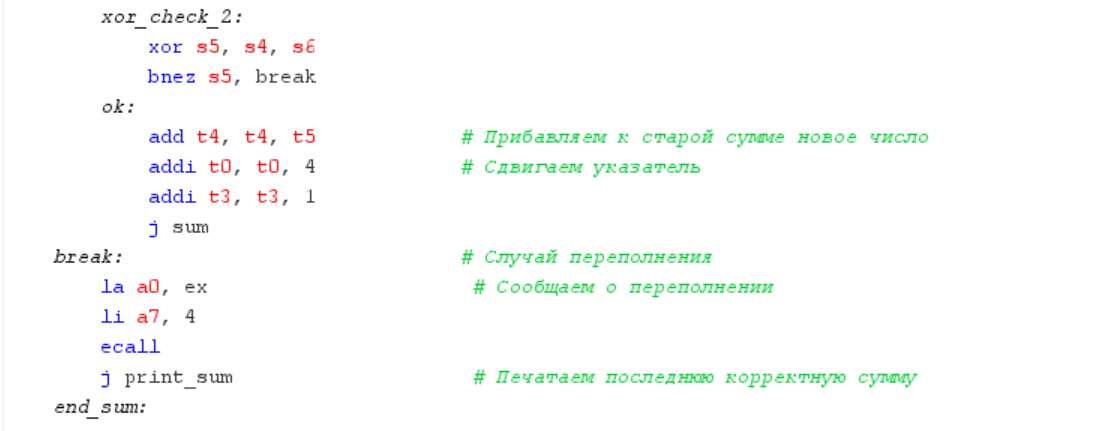 xor_check_2:
xor s5, s4, s6
bnez s5, break
ok:
add t4, t4, t5 # Прибавляем к старой сумме новое число
addi t0, t0, 4 # Сдвигаем указатель
addi t3, t3, 1
j sum
break: # Случай переполнения
la a0, ex # Сообщаем о переполнении
li a7, 4
ecall
j print_sum # Печатаем последнюю корректную сумму
end_sum: